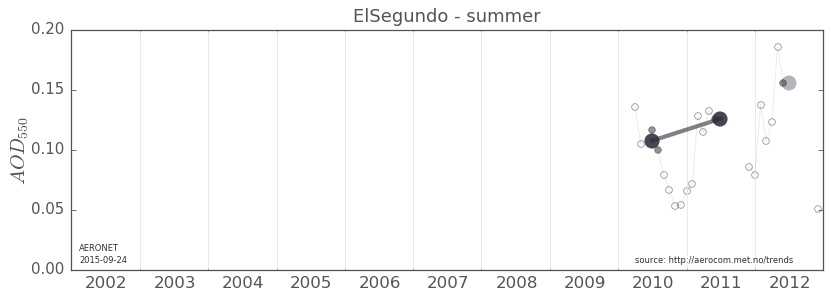 ElSegundo - summer
0.20
0.15
0.10
0.05
0.00
AOD550
AERONET
2015-09-24
source: http://aerocom.met.no/trends
2002 2003 2004 2005 2006 2007 2008 2009 2010 2011 2012